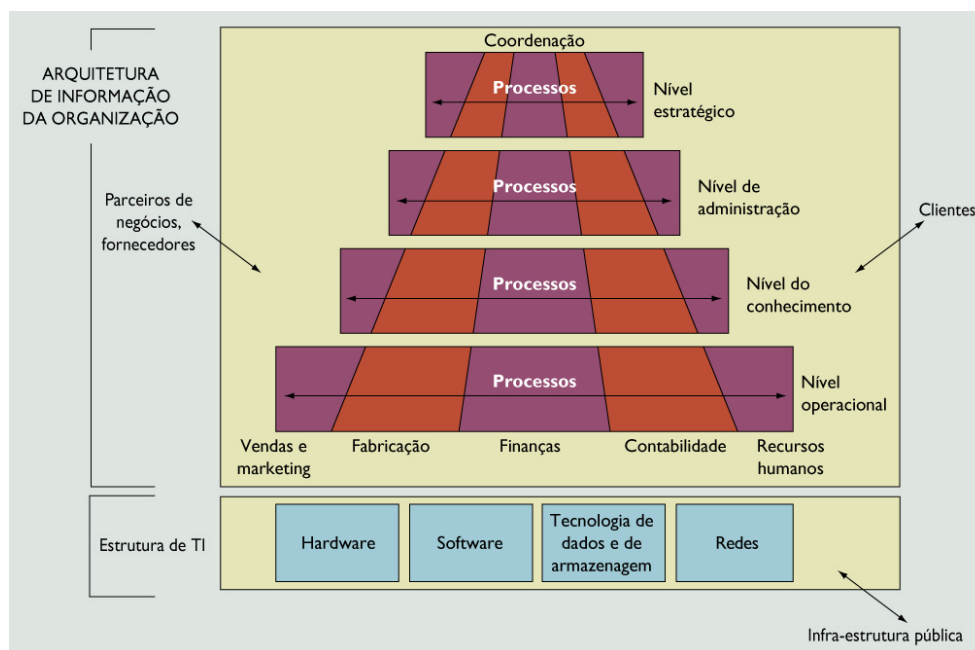 ARQUITETURA
DE INFORMAÇÃO
DA ORGANIZAÇÃO
Parceiros de
negócios,
fornecedores
Coordenação
Processos
Nível
estratégico
Processos
Nível de
administração
Processos
Nível do
conhecimento
Processos
Nível
operacional
Clientes
Vendas e
marketing
Fabricação
Finanças
Contabilidade
Recursos
humanos
Estrutura de TI
Hardware
Software
Tecnologia de
dados e de
armazenagem
Redes
Infra-estrutura pública